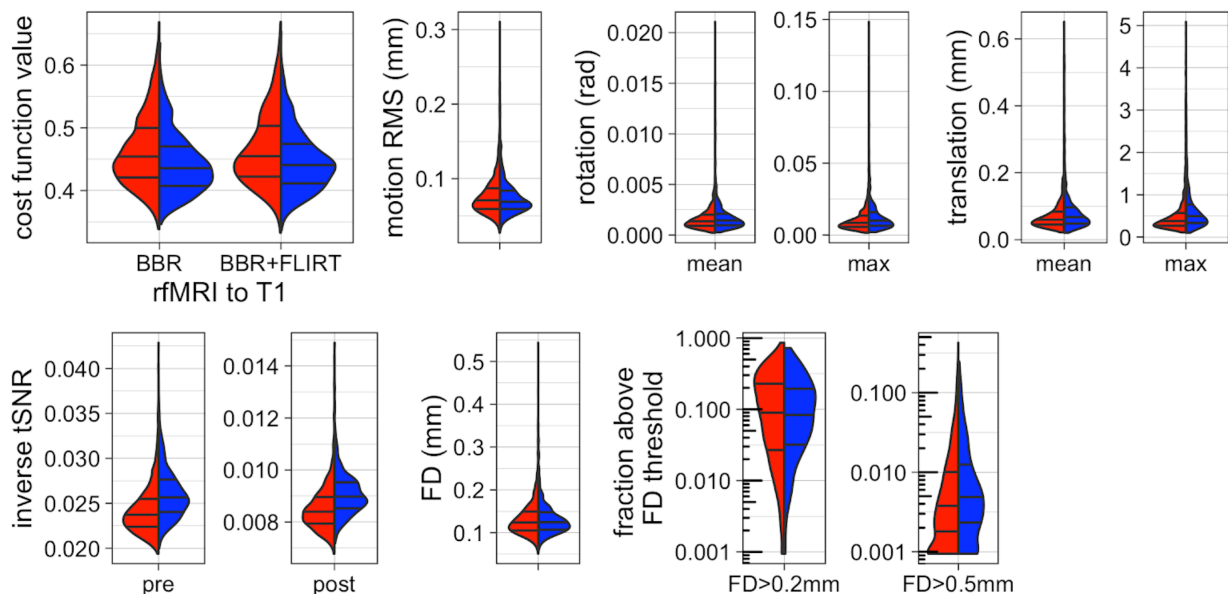 cost function value
0.6
0.5
0.4
BBR
BBR+FLIRT
rfMRI to T1
motion RMS (mm)
0.3
0.2
0.1
rotation (rad)
0.020
0.015
0.010
0.005
0.000
mean
0.15
0.10
0.05
0.00
max
translation (mm)
0.6
0.4
0.2
0.0
mean
5
4
3
2
1
0
max
inverse tSNR
0.040
0.035
0.030
0.025
0.020
pre
0.014
0.012
0.010
0.008
post
FD (mm)
0.5
0.4
0.3
0.2
0.1
fraction above
FD threshold
1.000
0.100
0.010
0.001
FD>0.2mm
0.100
0.010
0.001
FD>0.5mm